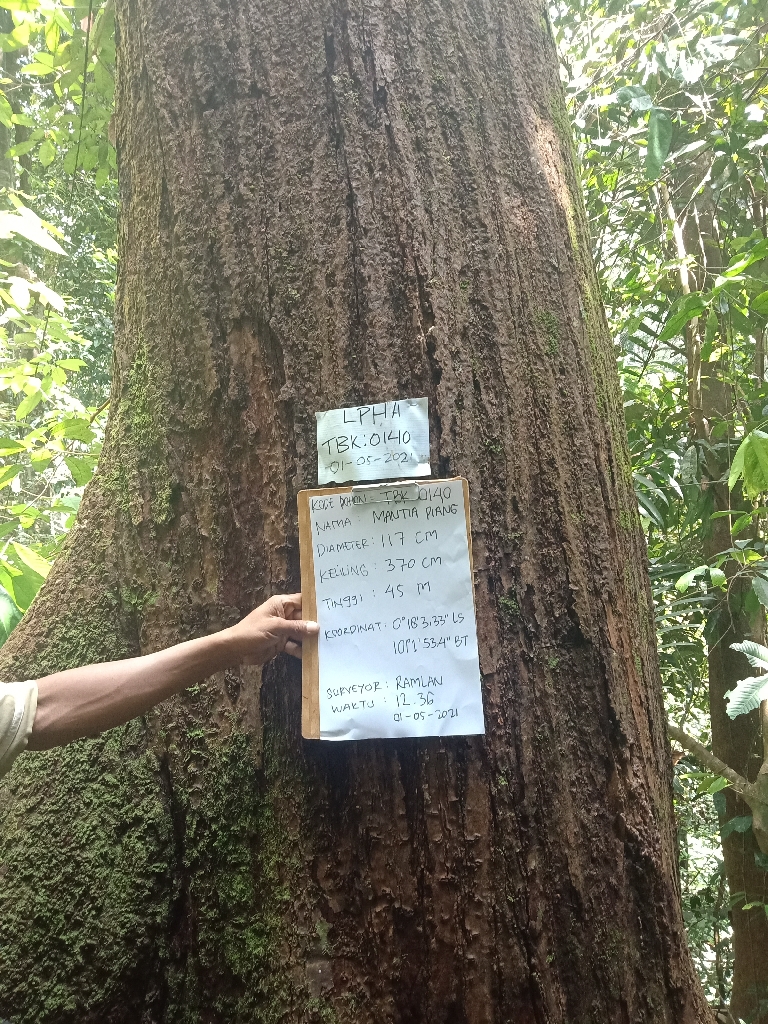 LPHA
TBK:0140
01-05-2021
KODE POHON : TBK 0140
NAMA : MANTIA PIANG
DIAMETER : 117 CM
KELILING : 370 CM
TINGGI : 45 M
KOORDINAT : 0°18'3,33" LS
101°1'53.4" BT
SURVEYOR : RAMLAN
WAKTU : 12.36
01-05-2021